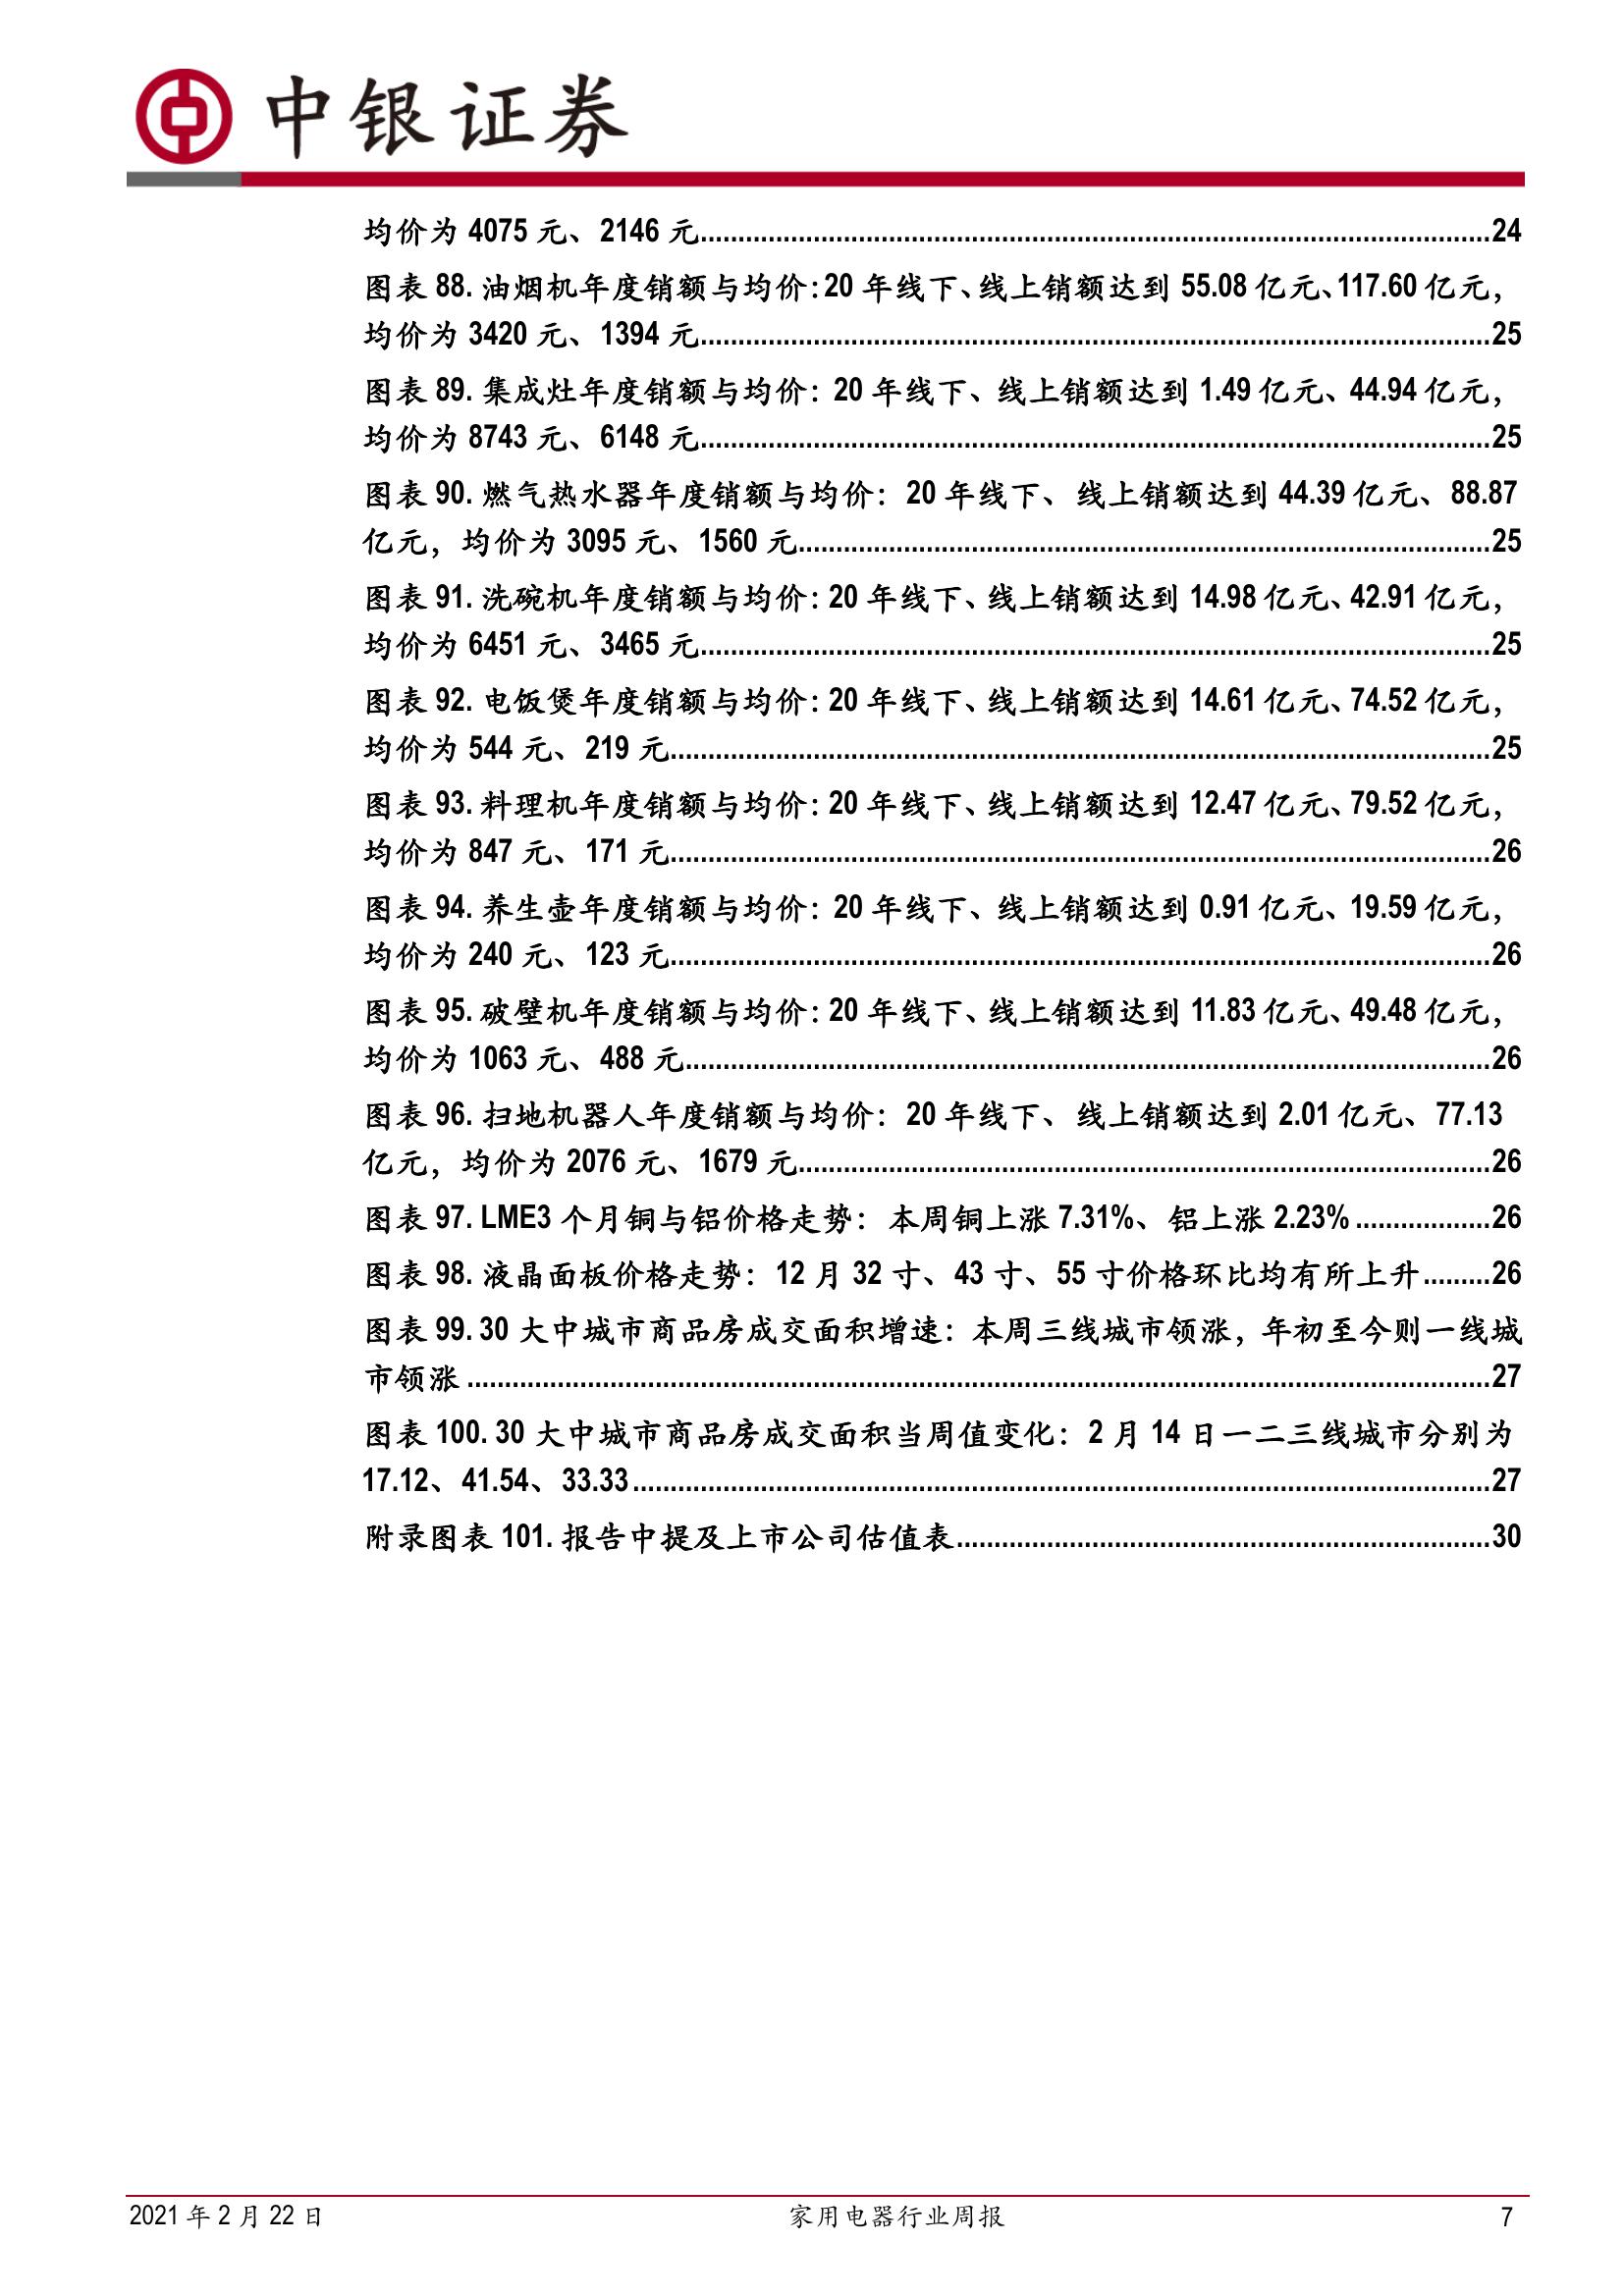 中银证券
均价为 4075 元、2146 元........................24
图表 88. 油烟机年度销额与均价：20 年线下、线上销额达到 55.08 亿元、117.60 亿元，
均价为 3420 元、1394 元........................25
图表 89. 集成灶年度销额与均价：20 年线下、线上销额达到 1.49 亿元、44.94 亿元，
均价为 8743 元、6148 元........................25
图表 90. 燃气热水器年度销额与均价：20 年线下、线上销额达到 44.39 亿元、88.87
亿元，均价为 3095 元、1560 元........................25
图表 91. 洗碗机年度销额与均价：20 年线下、线上销额达到 14.98 亿元、42.91 亿元，
均价为 6451 元、3465 元........................25
图表 92. 电饭煲年度销额与均价：20 年线下、线上销额达到 14.61 亿元、74.52 亿元，
均价为 544 元、219 元........................25
图表 93. 料理机年度销额与均价：20 年线下、线上销额达到 12.47 亿元、79.52 亿元，
均价为 847 元、171 元........................26
图表 94. 养生壶年度销额与均价：20 年线下、线上销额达到 0.91 亿元、19.59 亿元，
均价为 240 元、123 元........................26
图表 95. 破壁机年度销额与均价：20 年线下、线上销额达到 11.83 亿元、49.48 亿元，
均价为 1063 元、488 元........................26
图表 96. 扫地机器人年度销额与均价：20 年线下、线上销额达到 2.01 亿元、77.13
亿元，均价为 2076 元、1679 元........................26
图表 97. LME3 个月铜与铝价格走势：本周铜上涨 7.31%、铝上涨 2.23%..................26
图表 98. 液晶面板价格走势：12 月 32 寸、43 寸、55 寸价格环比均有所上升.........26
图表 99. 30 大中城市商品房成交面积增速：本周三线城市领涨，年初至今则一线城
市领涨........................27
图表 100. 30 大中城市商品房成交面积当周值变化：2 月 14 日一二三线城市分别为
17.12、41.54、33.33........................27
附录图表 101. 报告中提及上市公司估值表........................30
2021 年 2 月 22 日 家用电器行业周报 7